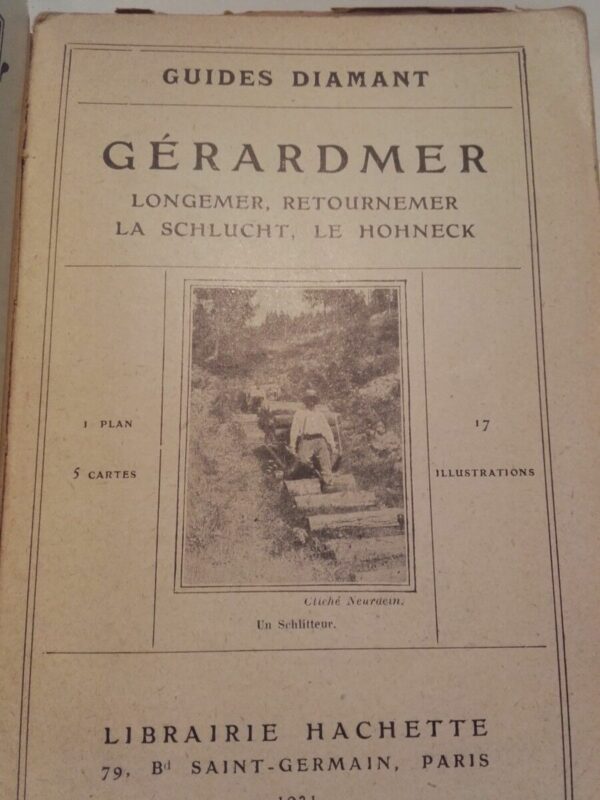 GUIDES DIAMANT
GÉRARDMER
LONGEMER, RETOURNEMER
LA SCHLUCHT, LE HOHNECK
1 PLAN
5 CARTES
17
ILLUSTRATIONS
Cliché Neurdein.
Un Schlitteur.
LIBRAIRIE HACHETTE
79, Bd SAINT-GERMAIN, PARIS